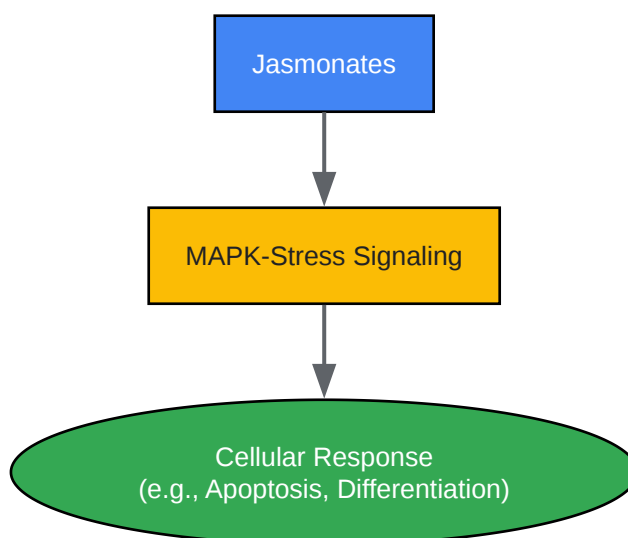 Jasmonates
MAPK-Stress Signaling
Cellular Response
(e.g., Apoptosis, Differentiation)